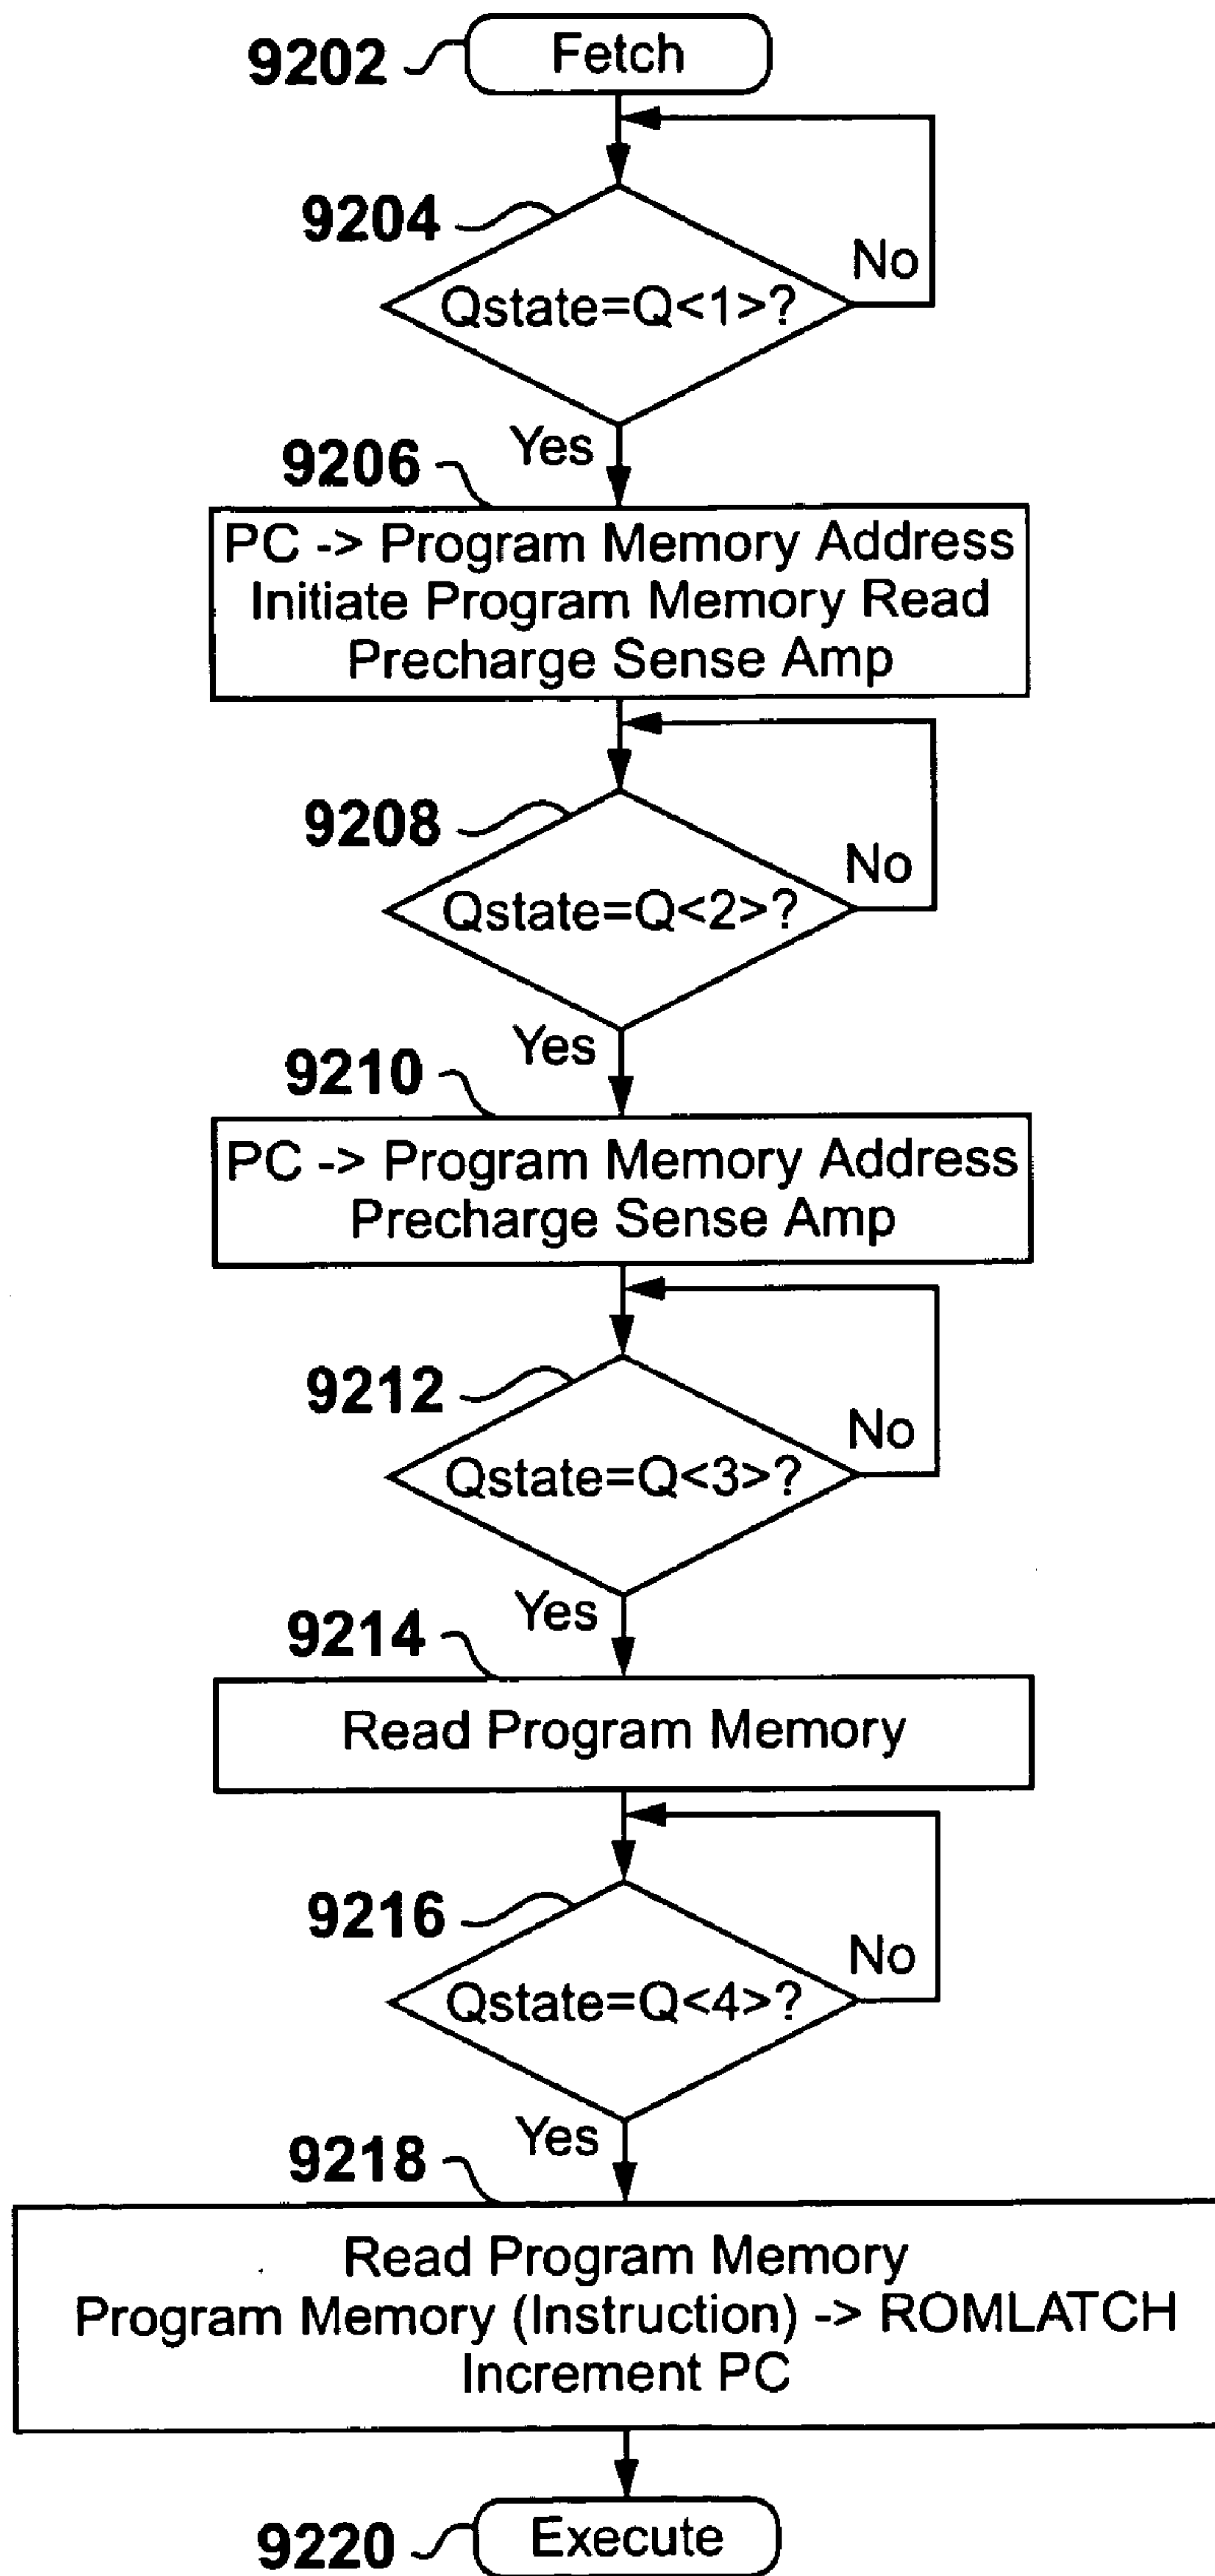 9202
Fetch
9204
No
Qstate=Q<1>?
Yes
9206
PC -> Program Memory Address
Initiate Program Memory Read
Precharge Sense Amp
9208
No
Qstate=Q<2>?
Yes
9210
PC -> Program Memory Address
Precharge Sense Amp
9212
No
Qstate=Q<3>?
Yes
9214
Read Program Memory
9216
No
Qstate=Q<4>?
Yes
9218
Read Program Memory
Program Memory (Instruction) -> ROMLATCH
Increment PC
9220
Execute